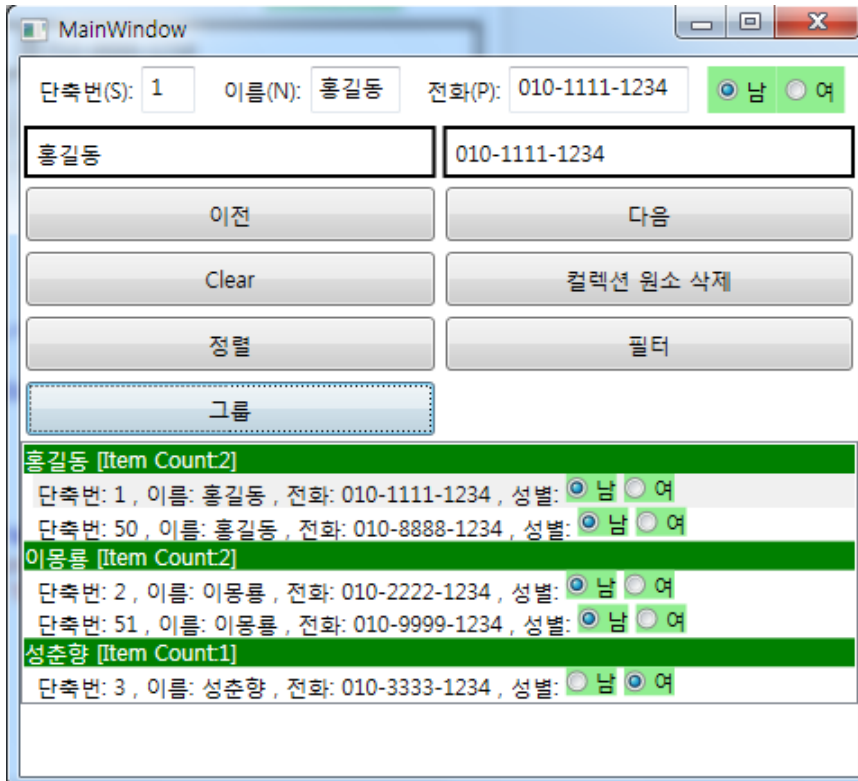 MainWindow
단축번(S): 1 이름(N): 홍길동 전화(P): 010-1111-1234 남 여
홍길동 010-1111-1234
이전 다음
Clear 컬렉션 원소 삭제
정렬 필터
그룹
홍길동 [Item Count:2]
단축번: 1 , 이름: 홍길동 , 전화: 010-1111-1234 , 성별: 남 여
단축번: 50 , 이름: 홍길동 , 전화: 010-8888-1234 , 성별: 남 여
이몽룡 [Item Count:2]
단축번: 2 , 이름: 이몽룡 , 전화: 010-2222-1234 , 성별: 남 여
단축번: 51 , 이름: 이몽룡 , 전화: 010-9999-1234 , 성별: 남 여
성춘향 [Item Count:1]
단축번: 3 , 이름: 성춘향 , 전화: 010-3333-1234 , 성별: 남 여